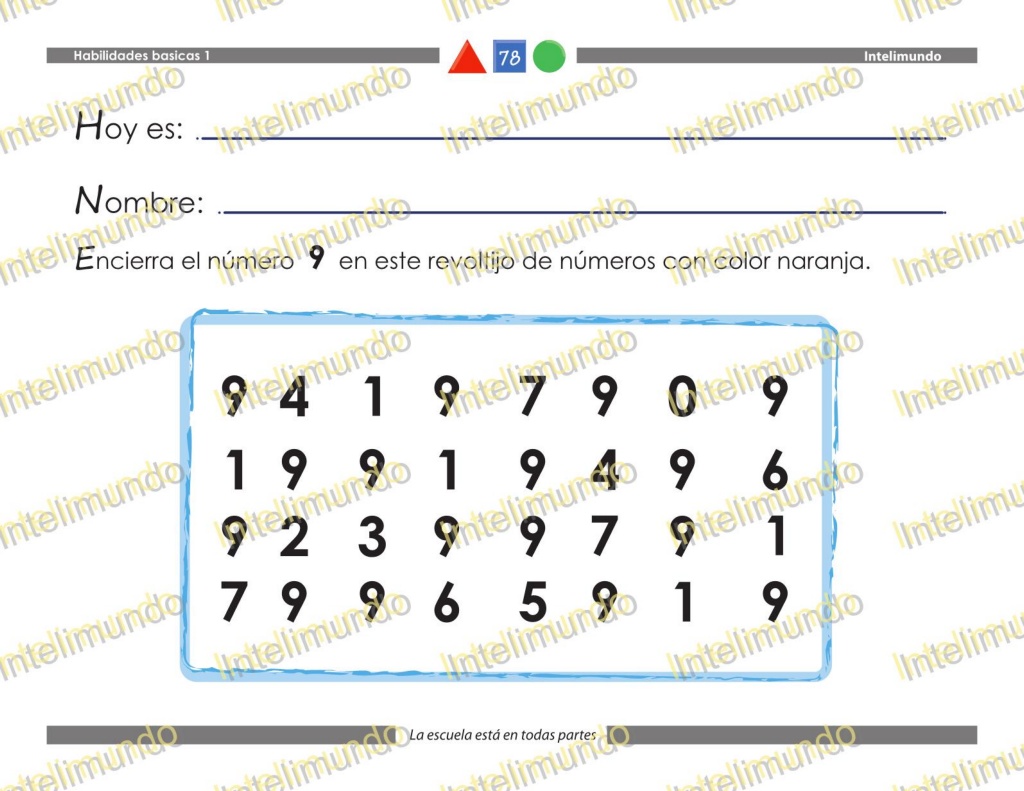 Habilidades basicas 1 78 Intelimundo
Hoy es:
Nombre:
Encierra el número 9 en este revoltijo de números con color naranja.
9 4 1 9 7 9 0 9
1 9 9 1 9 4 9 6
9 2 3 9 9 7 9 1
7 9 9 6 5 9 1 9
La escuela está en todas partes